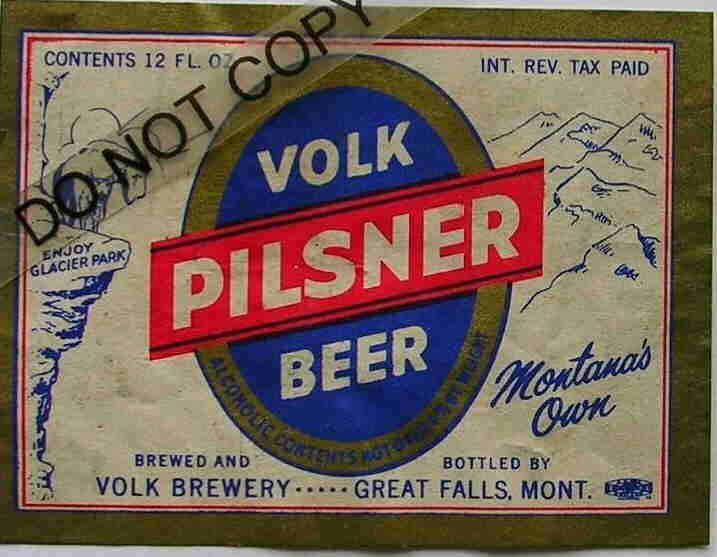 DO NOT COPY
CONTENTS 12 FL. OZ
INT. REV. TAX PAID
VOLK
PILSNER
BEER
ENJOY
GLACIER PARK
ALCOHOLIC CONTENTS NOT OVER BY WEIGHT
Montana's
Own
BREWED AND
BOTTLED BY
VOLK BREWERY ····· GREAT FALLS, MONT.